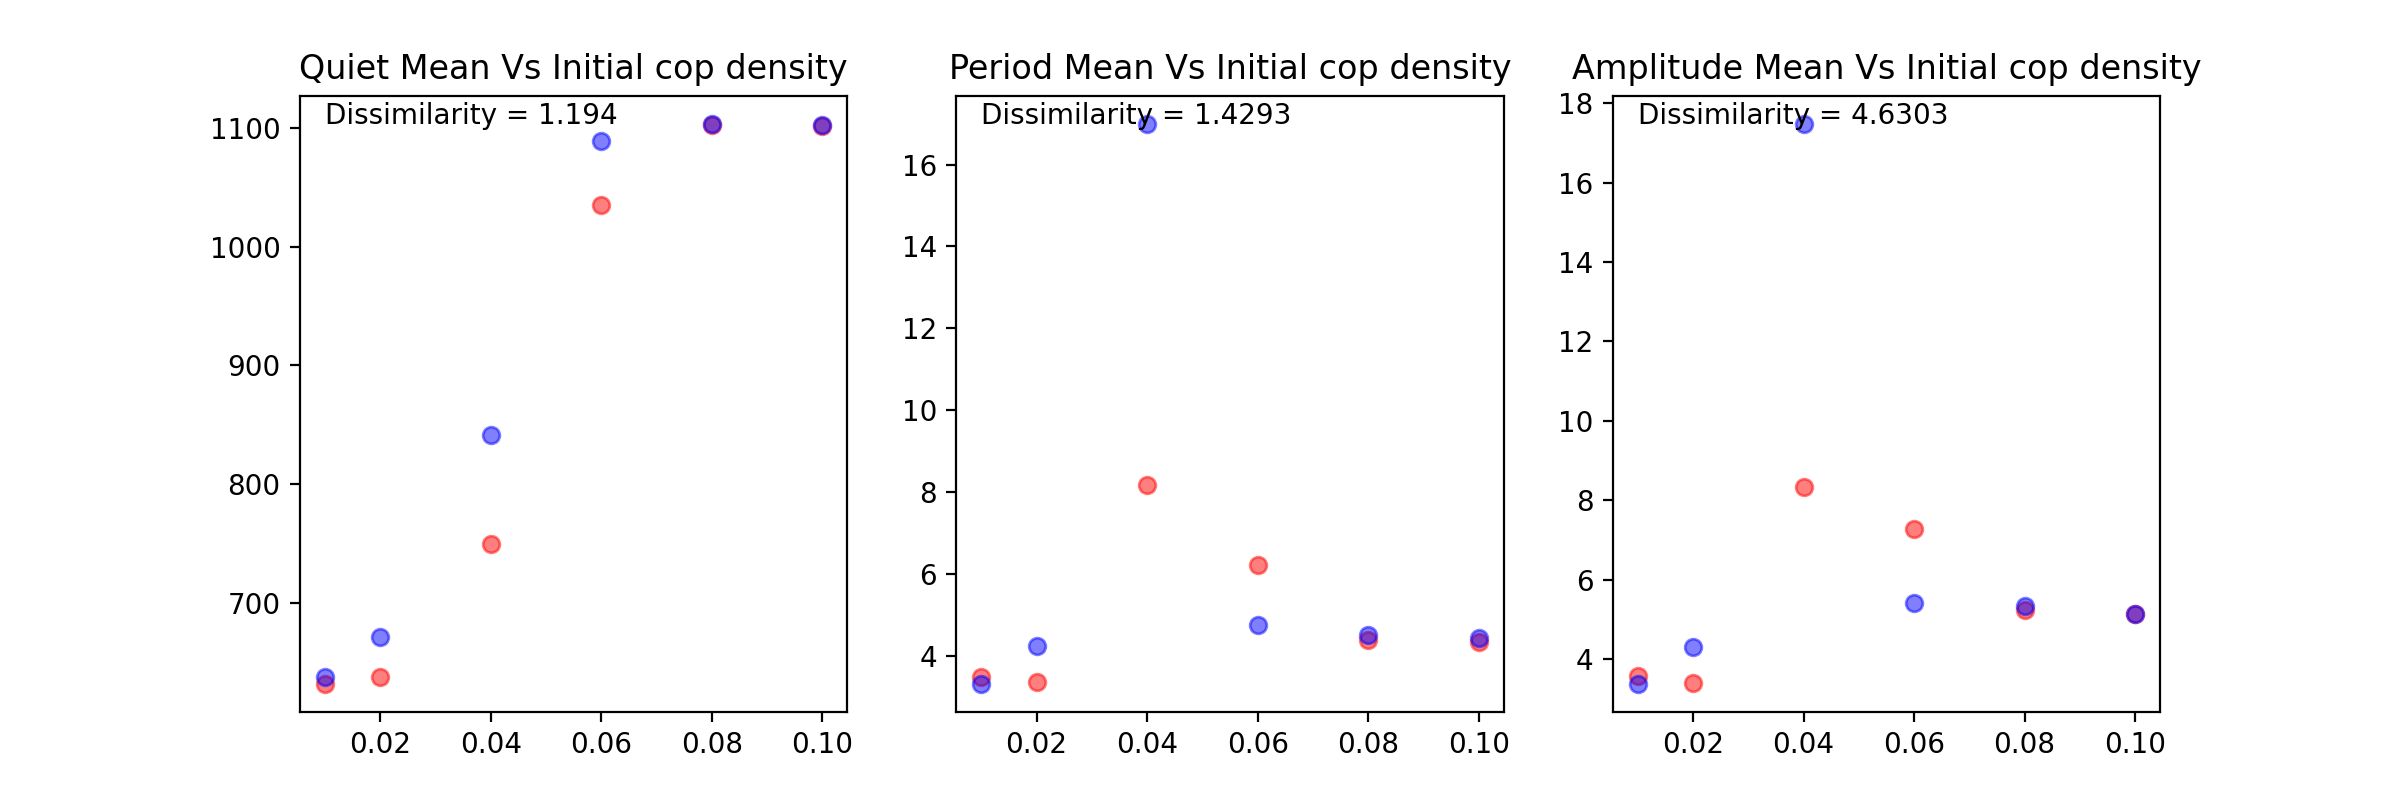 Quiet Mean Vs Initial cop density
Dissimilarity = 1.194
1100
1000
900
800
700
0.02 0.04 0.06 0.08 0.10
Period Mean Vs Initial cop density
Dissimilarity = 1.4293
16
14
12
10
8
6
4
0.02 0.04 0.06 0.08 0.10
Amplitude Mean Vs Initial cop density
Dissimilarity = 4.6303
18
16
14
12
10
8
6
4
0.02 0.04 0.06 0.08 0.10